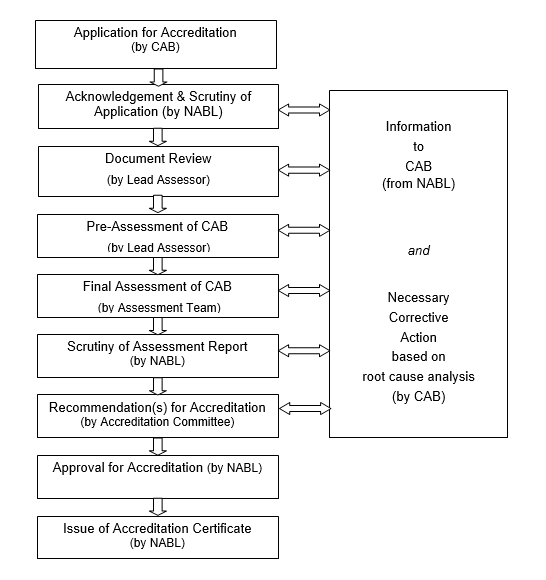 Application for Accreditation
(by CAB)
Acknowledgement & Scrutiny of
Application (by NABL)
Document Review
(by Lead Assessor)
Pre-Assessment of CAB
(by Lead Assessor)
Final Assessment of CAB
(by Assessment Team)
Scrutiny of Assessment Report
(by NABL)
Recommendation(s) for Accreditation
(by Accreditation Committee)
Approval for Accreditation (by NABL)
Issue of Accreditation Certificate
(by NABL)
Information
to
CAB
(from NABL)
and
Necessary
Corrective
Action
based on
root cause analysis
(by CAB)